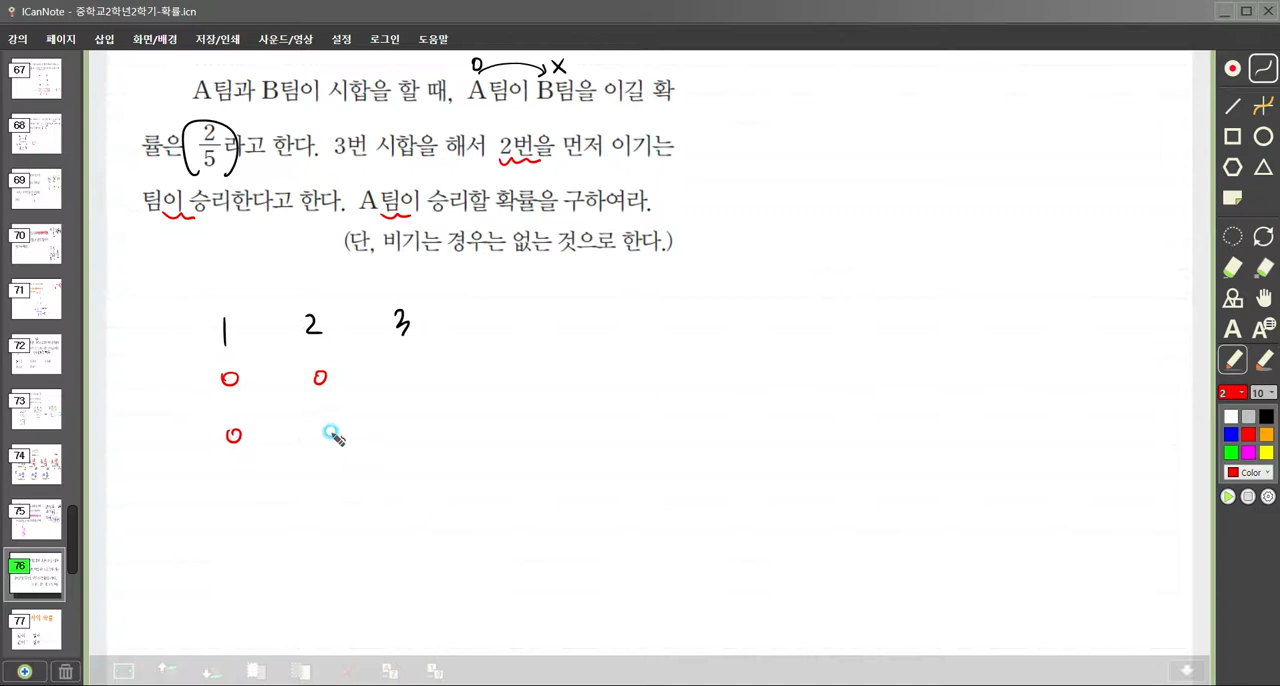 ICanNote - 중학교2학년2학기-확률.icn
강의 페이지 삽입 화면/배경 저장/인쇄 사운드/영상 설정 로그인 도움말
O X
A팀과 B팀이 시합을 할 때, A팀이 B팀을 이길 확
률은 2/5 라고 한다. 3번 시합을 해서 2번을 먼저 이기는
팀이 승리한다고 한다. A팀이 승리할 확률을 구하여라.
(단, 비기는 경우는 없는 것으로 한다.)
1 2 3
O O
O
67
68
69
70
71
72
73
74
75
76
77
2 10
Color